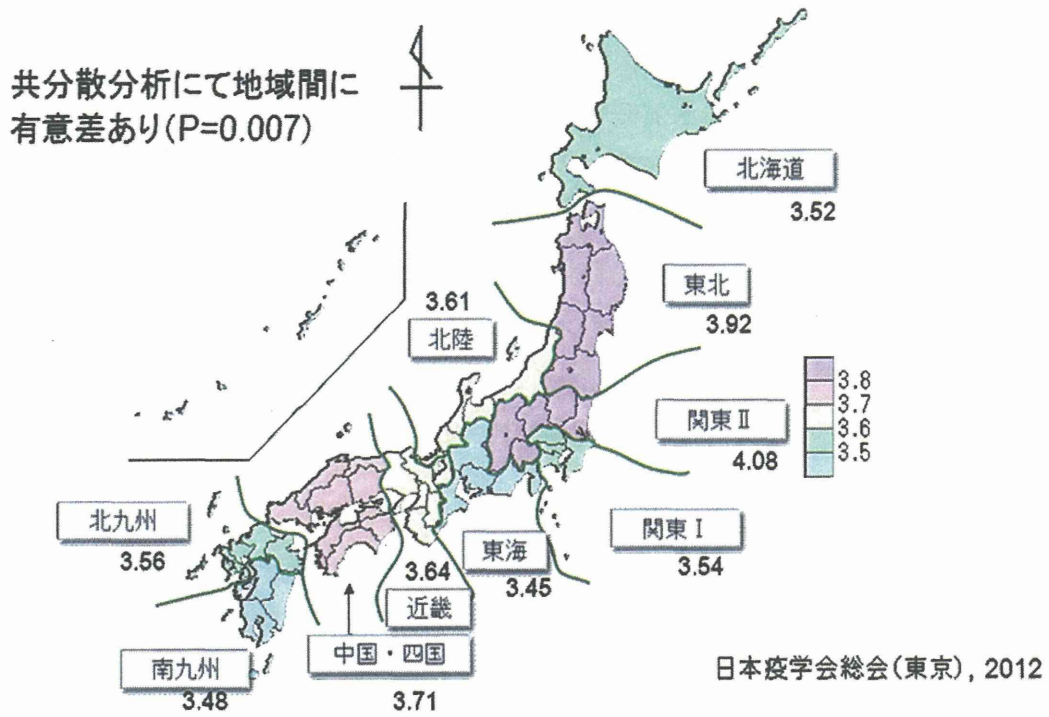 共分散分析にて地域間に
有意差あり(P=0.007)
北海道
3.52
東北
3.92
3.61
北陸
3.8
3.7
3.6
3.5
関東Ⅱ
4.08
関東Ⅰ
3.54
北九州
3.56
東海
3.45
3.64
近畿
中国・四国
3.71
南九州
3.48
日本疫学会総会(東京), 2012